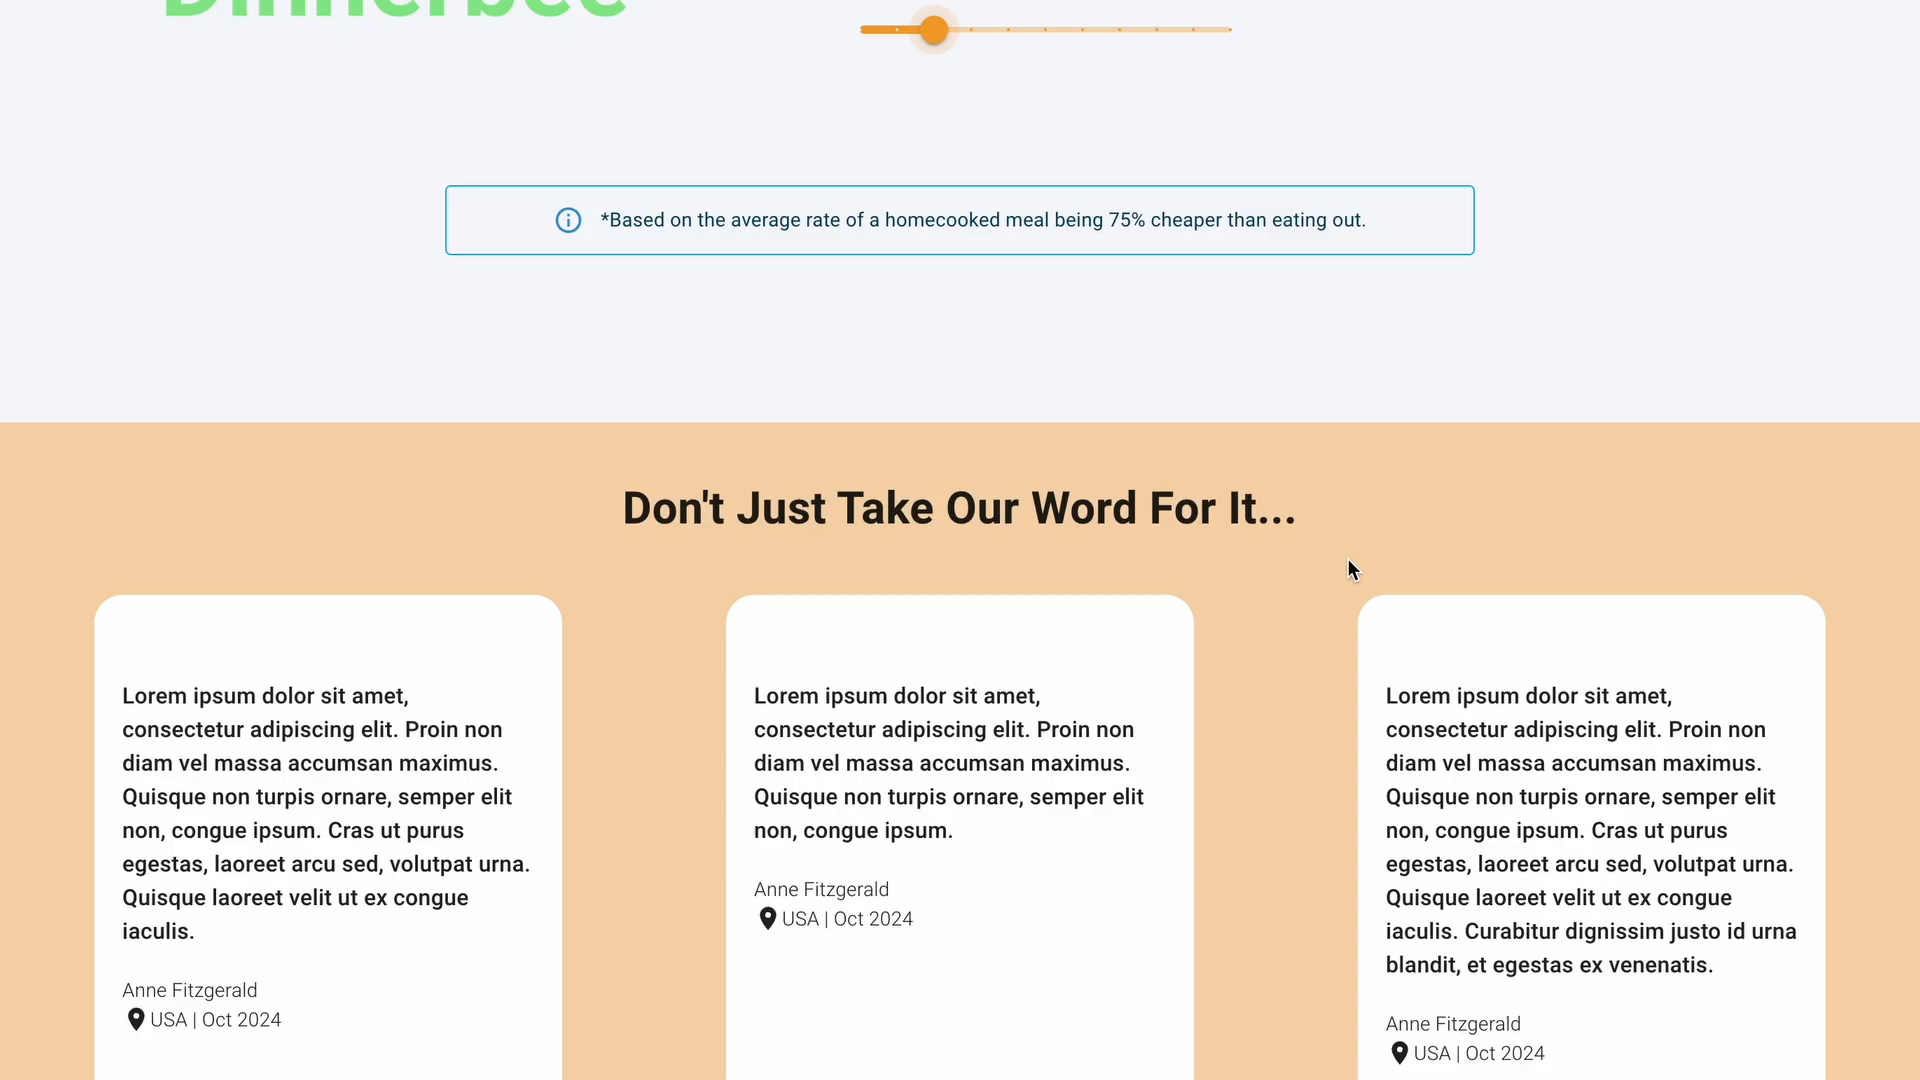 Dinnerbee
*Based on the average rate of a homecooked meal being 75% cheaper than eating out.
Don't Just Take Our Word For It...
Lorem ipsum dolor sit amet,
consectetur adipiscing elit. Proin non
diam vel massa accumsan maximus.
Quisque non turpis ornare, semper elit
non, congue ipsum. Cras ut purus
egestas, laoreet arcu sed, volutpat urna.
Quisque laoreet velit ut ex congue
iaculis.
Anne Fitzgerald
USA | Oct 2024
Lorem ipsum dolor sit amet,
consectetur adipiscing elit. Proin non
diam vel massa accumsan maximus.
Quisque non turpis ornare, semper elit
non, congue ipsum.
Anne Fitzgerald
USA | Oct 2024
Lorem ipsum dolor sit amet,
consectetur adipiscing elit. Proin non
diam vel massa accumsan maximus.
Quisque non turpis ornare, semper elit
non, congue ipsum. Cras ut purus
egestas, laoreet arcu sed, volutpat urna.
Quisque laoreet velit ut ex congue
iaculis. Curabitur dignissim justo id urna
blandit, et egestas ex venenatis.
Anne Fitzgerald
USA | Oct 2024